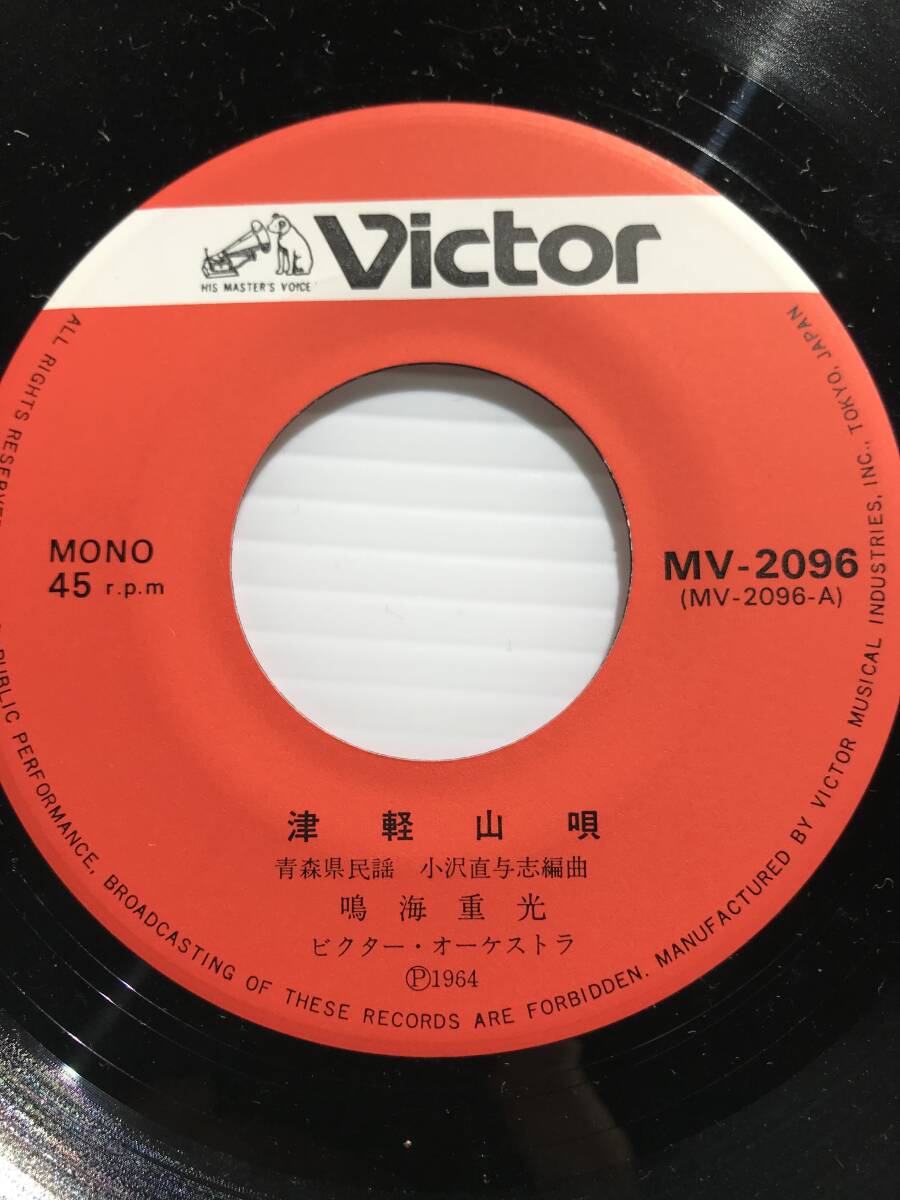 HIS MASTER'S VOICE
Victor
MONO
45 r.p.m
MV-2096
(MV-2096-A)
津軽山唄
青森県民謡 小沢直与志編曲
鳴海重光
ビクター・オーケストラ
Ⓟ1964
ALL RIGHTS RESERVED PUBLIC PERFORMANCE, BROADCASTING OF THESE RECORDS ARE FORBIDDEN. MANUFACTURED BY VICTOR MUSICAL INDUSTRIES, INC., TOKYO, JAPAN